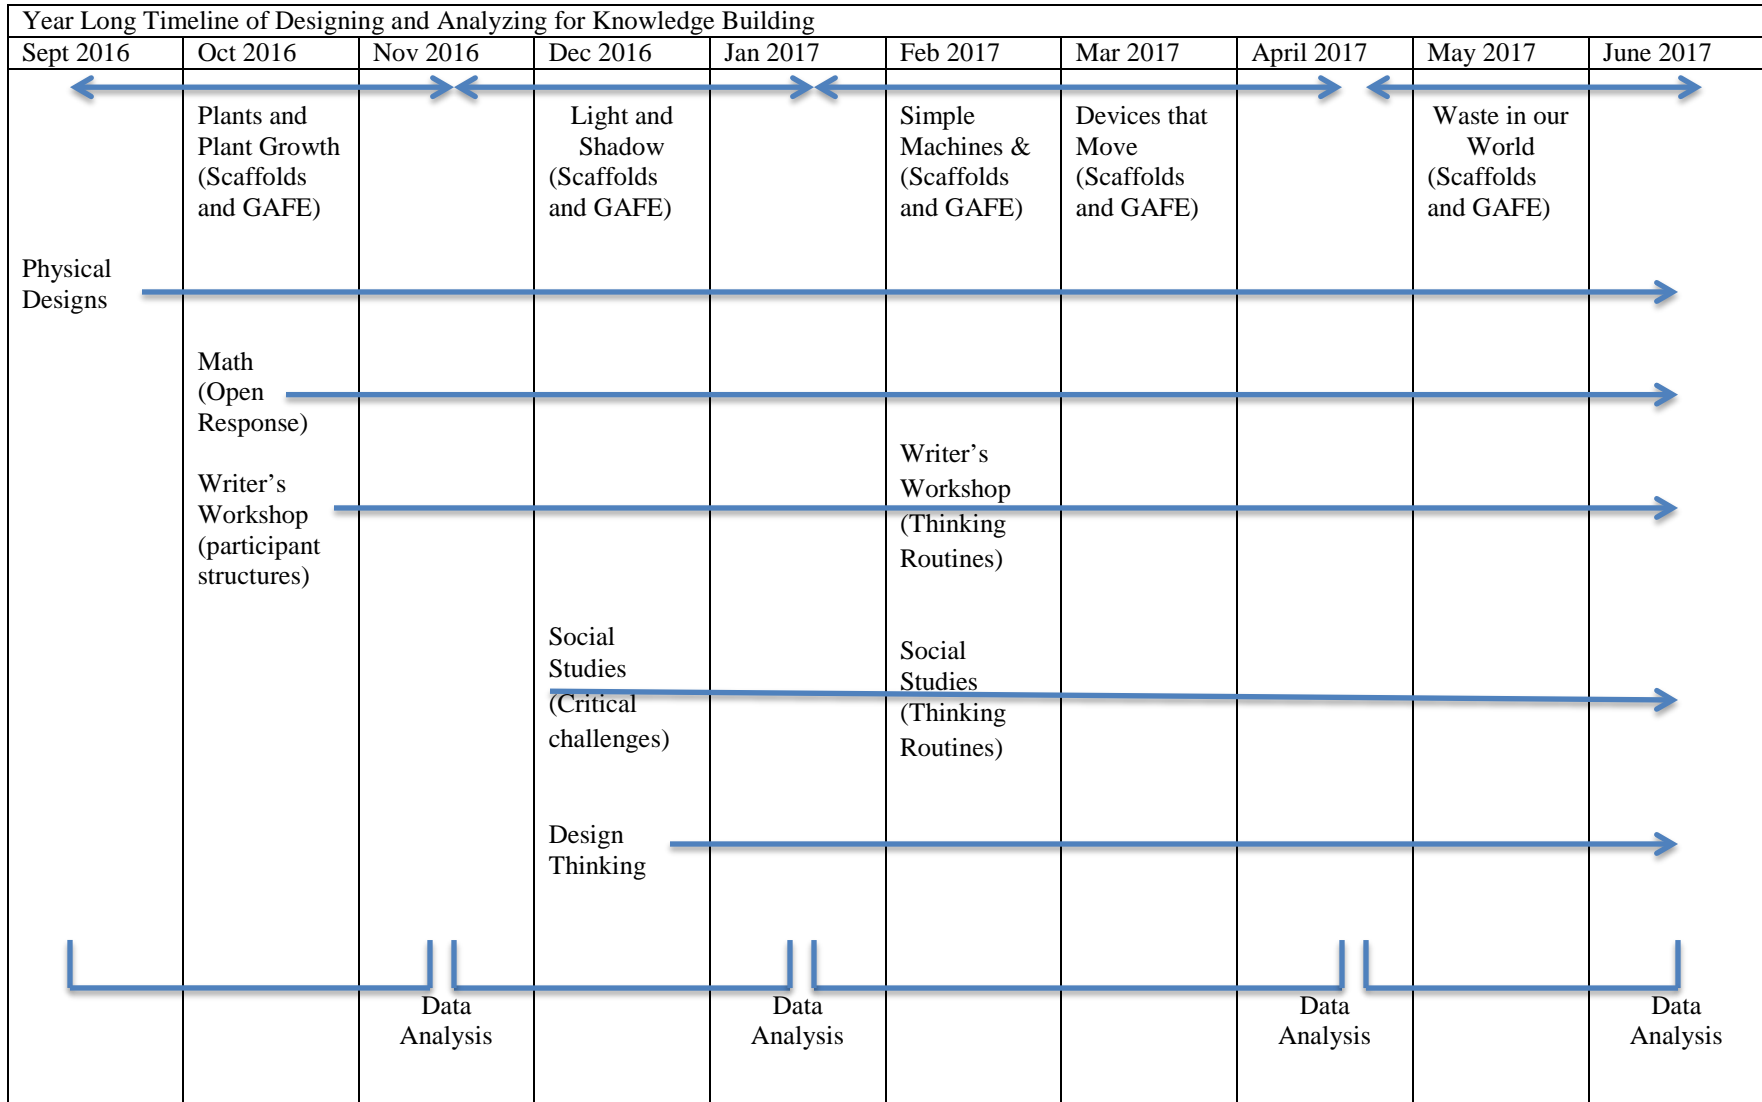 Year Long Timeline of Designing and Analyzing for Knowledge Building
Sept 2016 Oct 2016 Nov 2016 Dec 2016 Jan 2017 Feb 2017 Mar 2017 April 2017 May 2017 June 2017
Plants and
Plant Growth
(Scaffolds
and GAFE)
Light and
Shadow
(Scaffolds
and GAFE)
Simple
Machines &
(Scaffolds
and GAFE)
Devices that
Move
(Scaffolds
and GAFE)
Waste in our
World
(Scaffolds
and GAFE)
Physical
Designs
Math
(Open
Response)
Writer’s
Workshop
(participant
structures)
Writer’s
Workshop
(Thinking
Routines)
Social
Studies
(Critical
challenges)
Social
Studies
(Thinking
Routines)
Design
Thinking
Data
Analysis
Data
Analysis
Data
Analysis
Data
Analysis